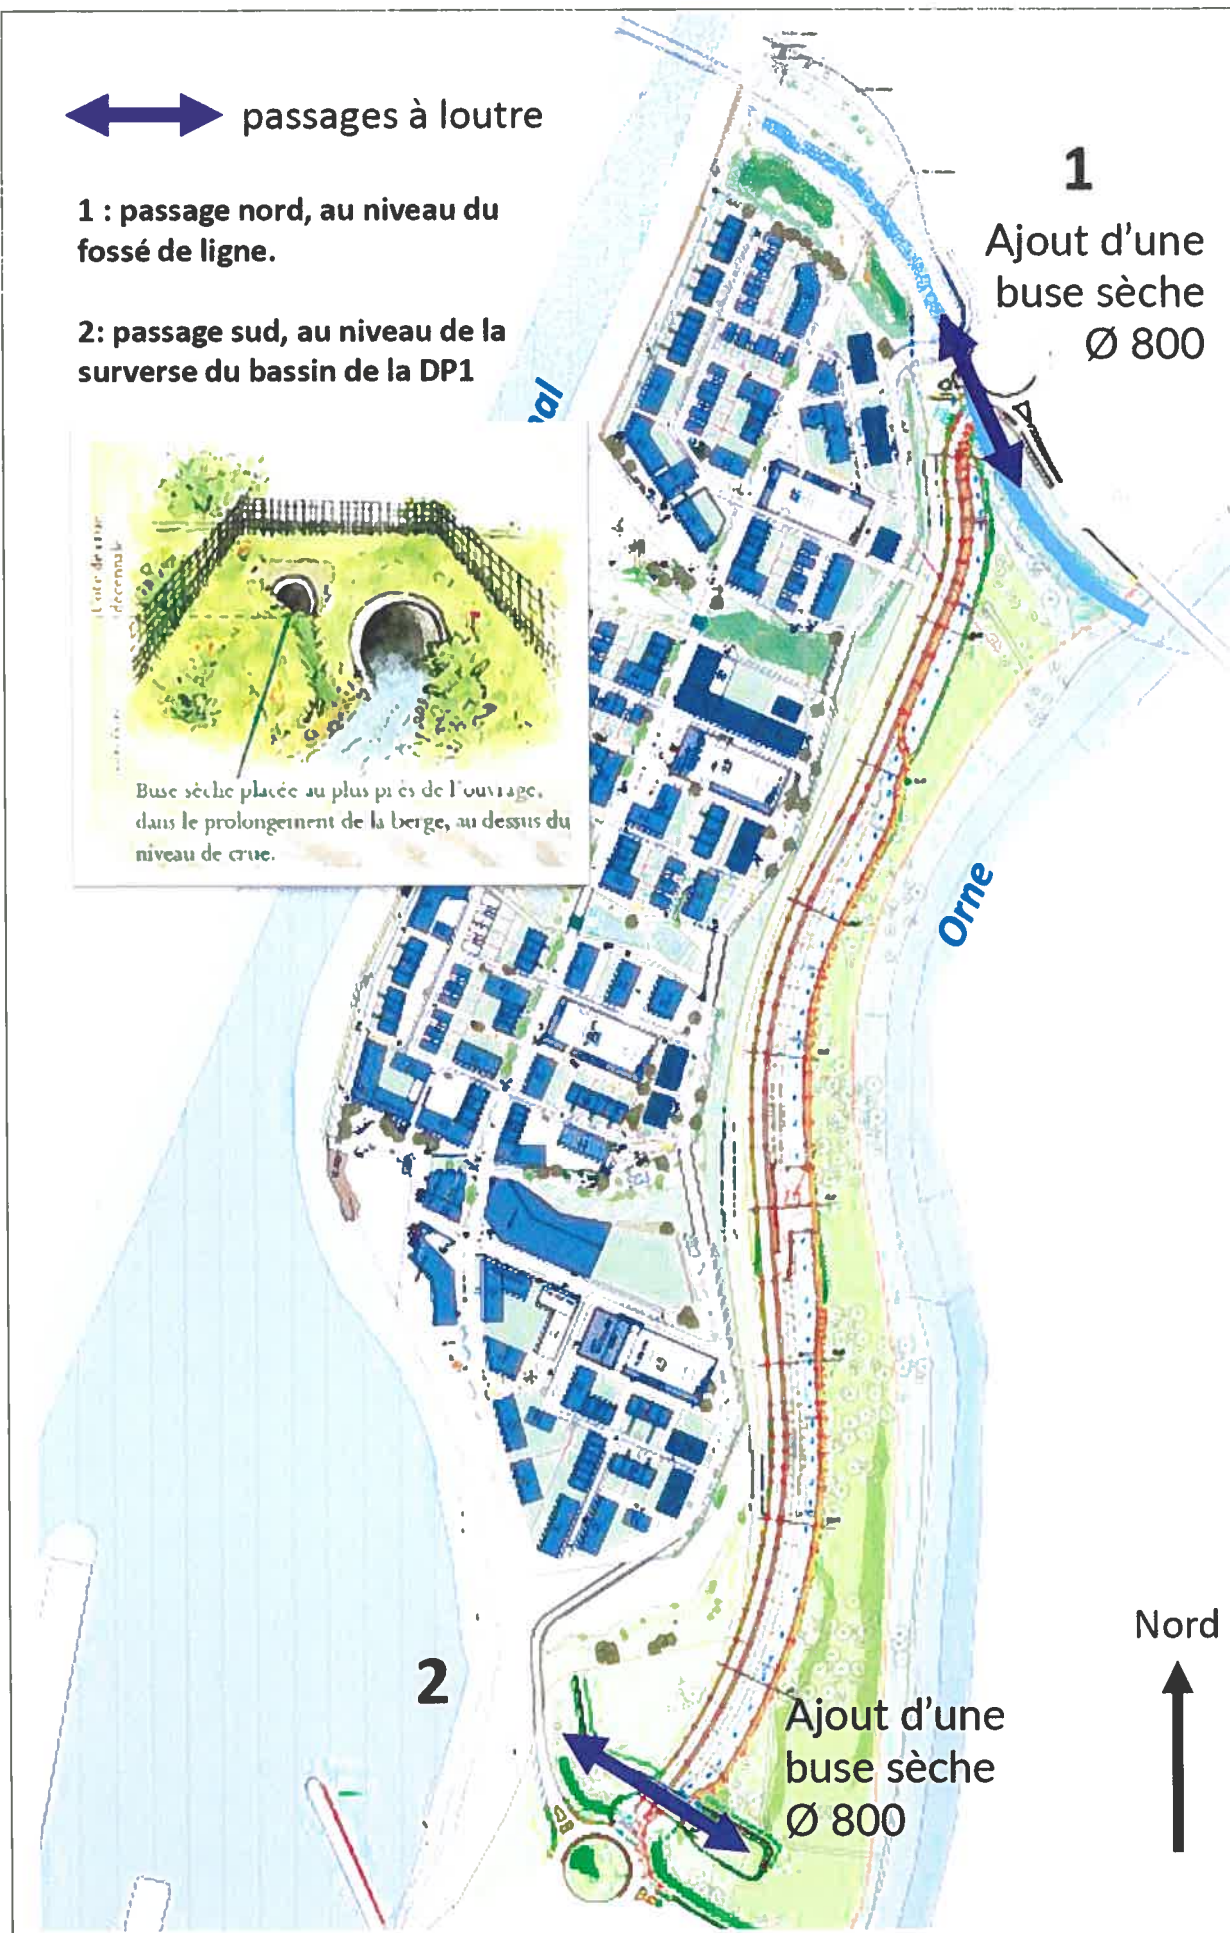 passages à loutre
1 : passage nord, au niveau du
fossé de ligne.
2: passage sud, au niveau de la
surverse du bassin de la DP1
1
Ajout d'une
buse sèche
Ø 800
Buse sèche placée au plus près de l'ouvrage,
dans le prolongement de la berge, au dessus du
niveau de crue.
Orne
2
Ajout d'une
buse sèche
Ø 800
Nord